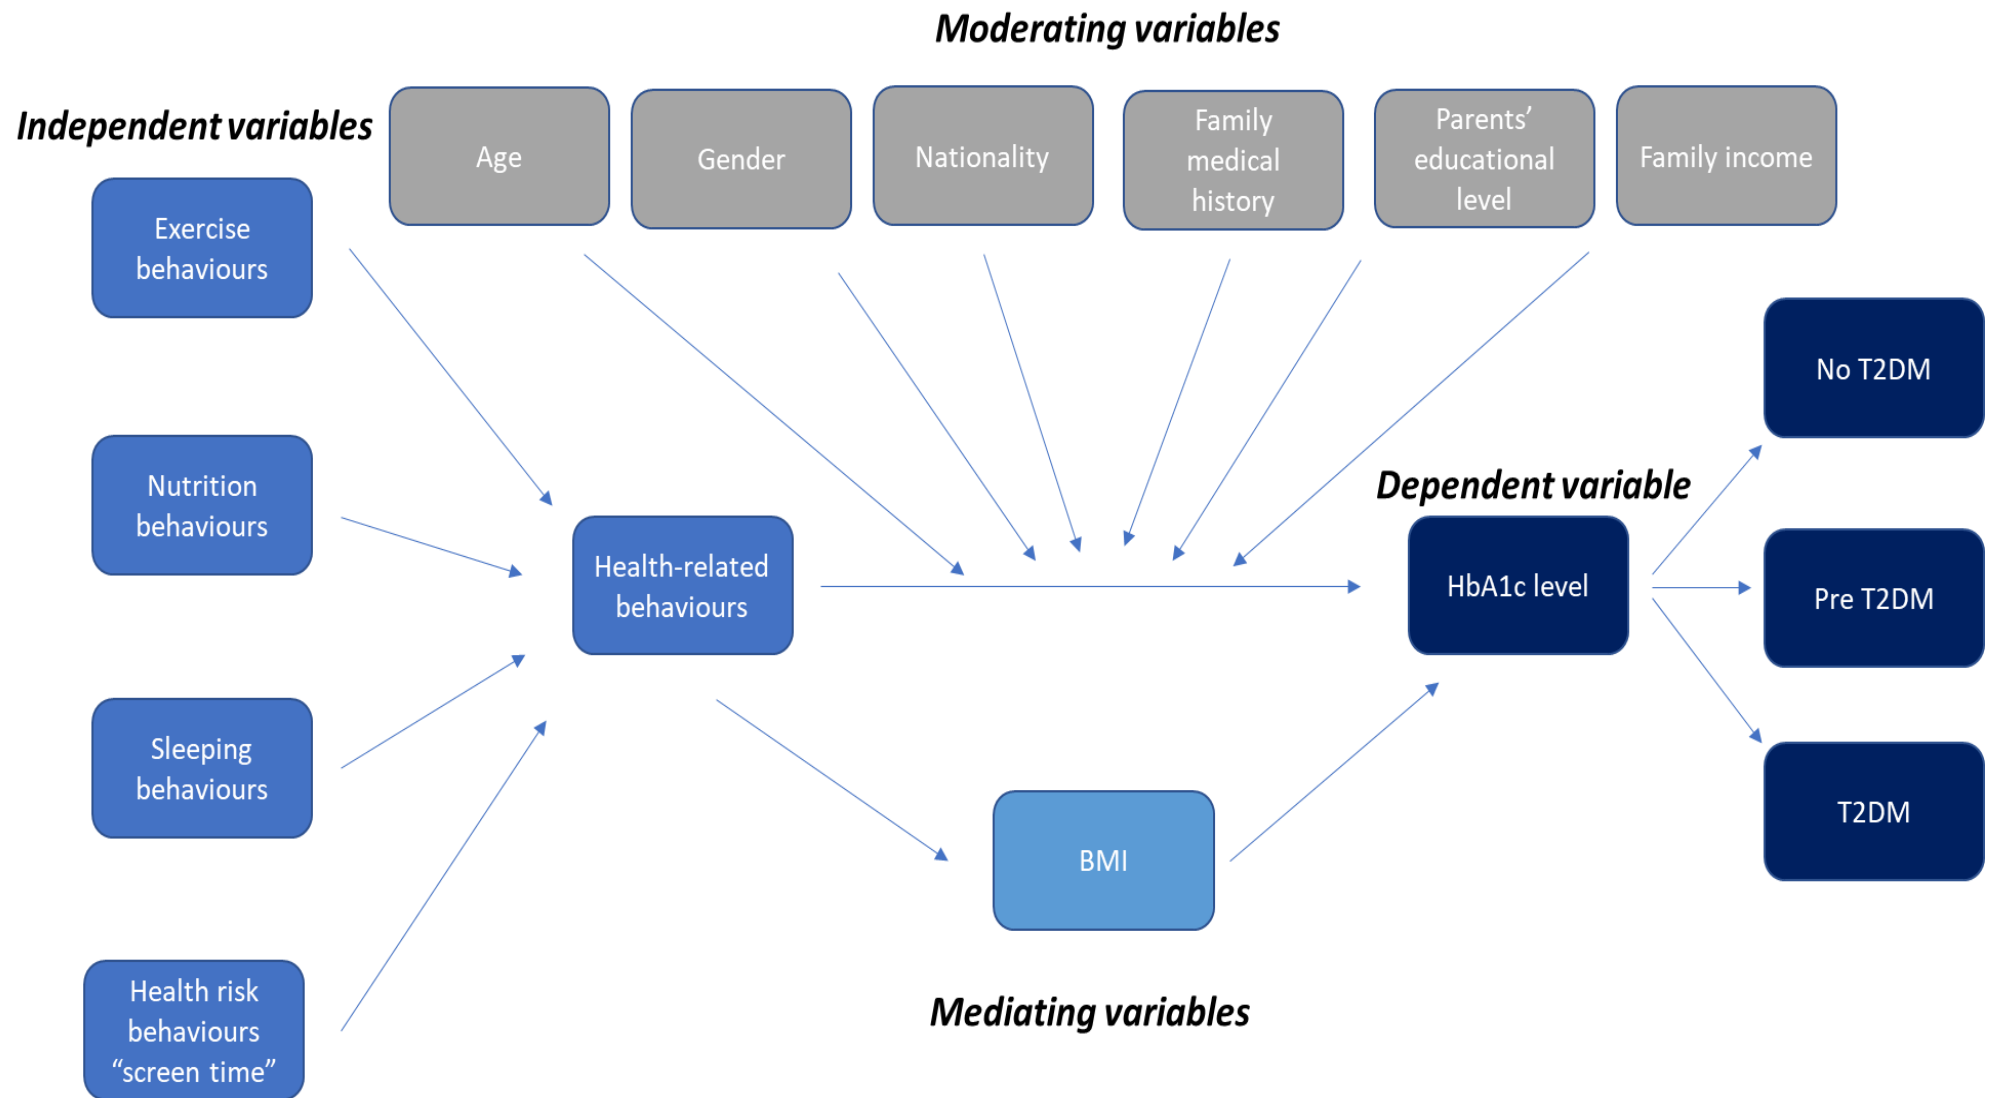 Moderating variables
Independent variables
Age
Gender
Nationality
Family
medical
history
Parents’
educational
level
Family income
Exercise
behaviours
Nutrition
behaviours
Sleeping
behaviours
Health risk
behaviours
“screen time”
Health-related
behaviours
Dependent variable
HbA1c level
No T2DM
Pre T2DM
T2DM
BMI
Mediating variables